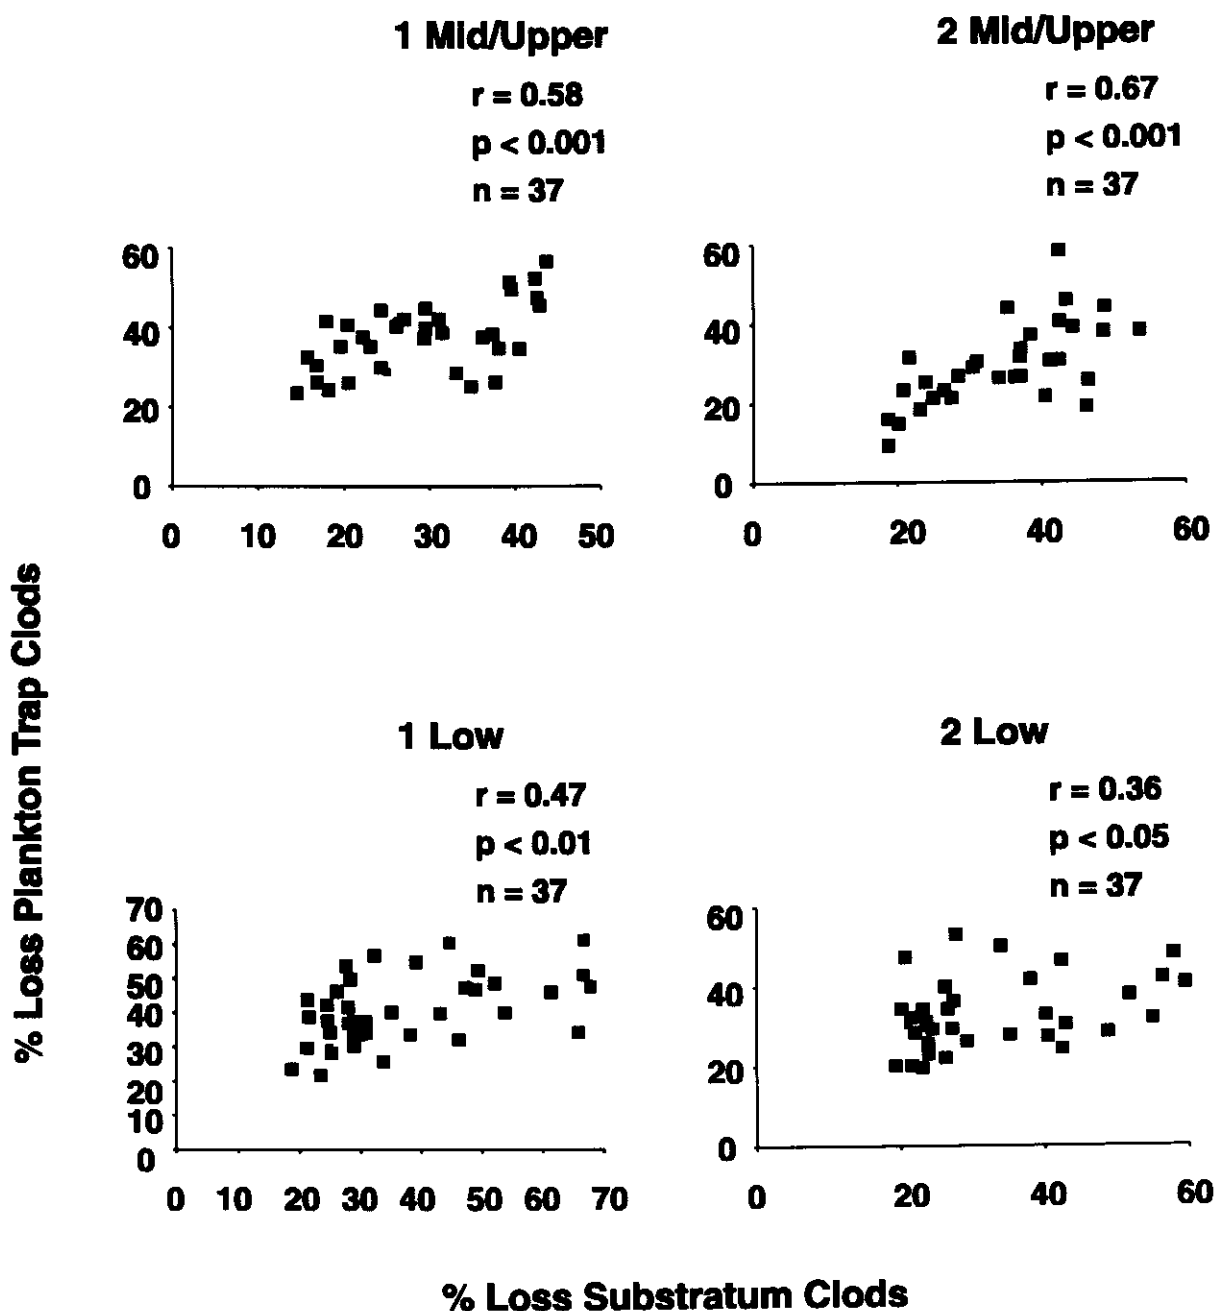 1 Mid/Upper
r = 0.58
p < 0.001
n = 37
60
40
20
0
0 10 20 30 40 50
2 Mid/Upper
r = 0.67
p < 0.001
n = 37
60
40
20
0
0 20 40 60
% Loss Plankton Trap Clods
1 Low
r = 0.47
p < 0.01
n = 37
70
60
50
40
30
20
10
0
0 10 20 30 40 50 60 70
2 Low
r = 0.36
p < 0.05
n = 37
60
40
20
0
0 20 40 60
% Loss Substratum Clods